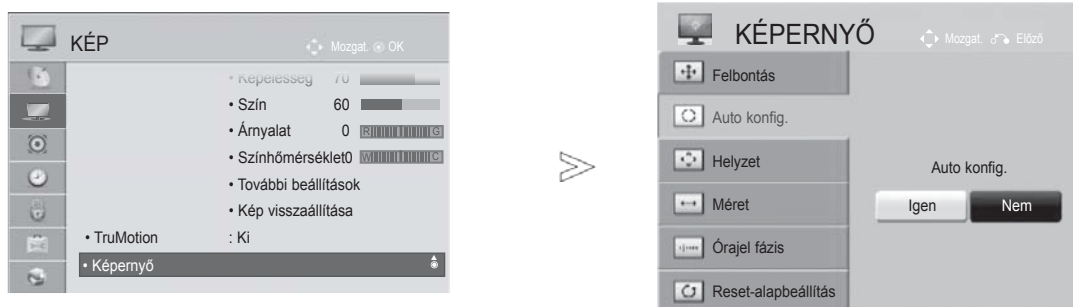 KÉP
Mozgat. OK
• Képélesség 70
• Szín 60
• Árnyalat 0 R G
• Színhőmérséklet0 W C
• További beállítások
• Kép visszaállítása
• TruMotion : Ki
• Képernyő
KÉPERNYŐ
Mozgat. Előző
Felbontás
Auto konfig.
Helyzet
Méret
Órajel fázis
Reset-alapbeállítás
Auto konfig.
Igen Nem